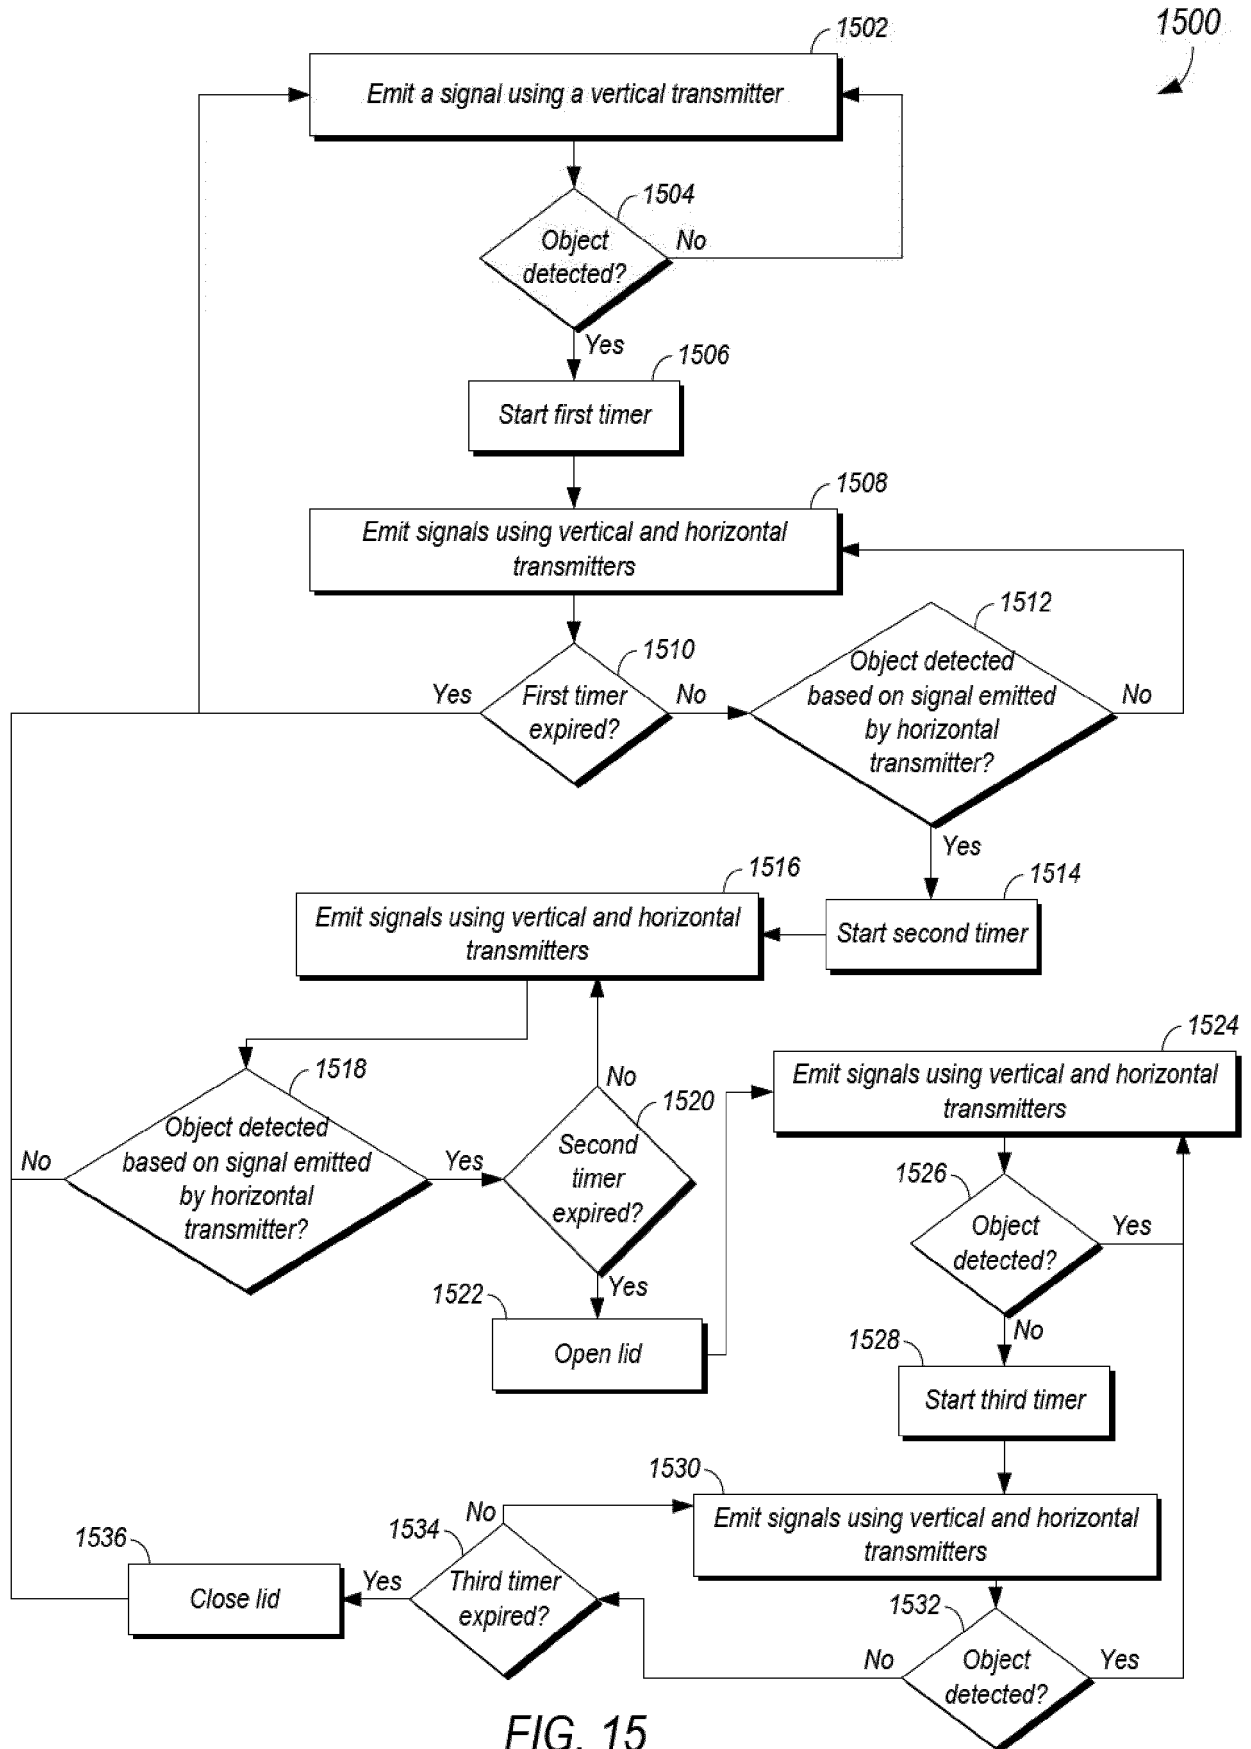 1500
1502
Emit a signal using a vertical transmitter
1504
Object
detected?
No
Yes
1506
Start first timer
1508
Emit signals using vertical and horizontal
transmitters
1510
First timer
expired?
Yes
No
1512
Object detected
based on signal emitted
by horizontal
transmitter?
No
Yes
1514
Start second timer
1516
Emit signals using vertical and horizontal
transmitters
1518
Object detected
based on signal emitted
by horizontal
transmitter?
No
Yes
1520
Second
timer
expired?
No
Yes
1522
Open lid
1524
Emit signals using vertical and horizontal
transmitters
1526
Object
detected?
Yes
No
1528
Start third timer
1530
Emit signals using vertical and horizontal
transmitters
1532
Object
detected?
No
Yes
1534
Third timer
expired?
No
Yes
1536
Close lid
FIG. 15